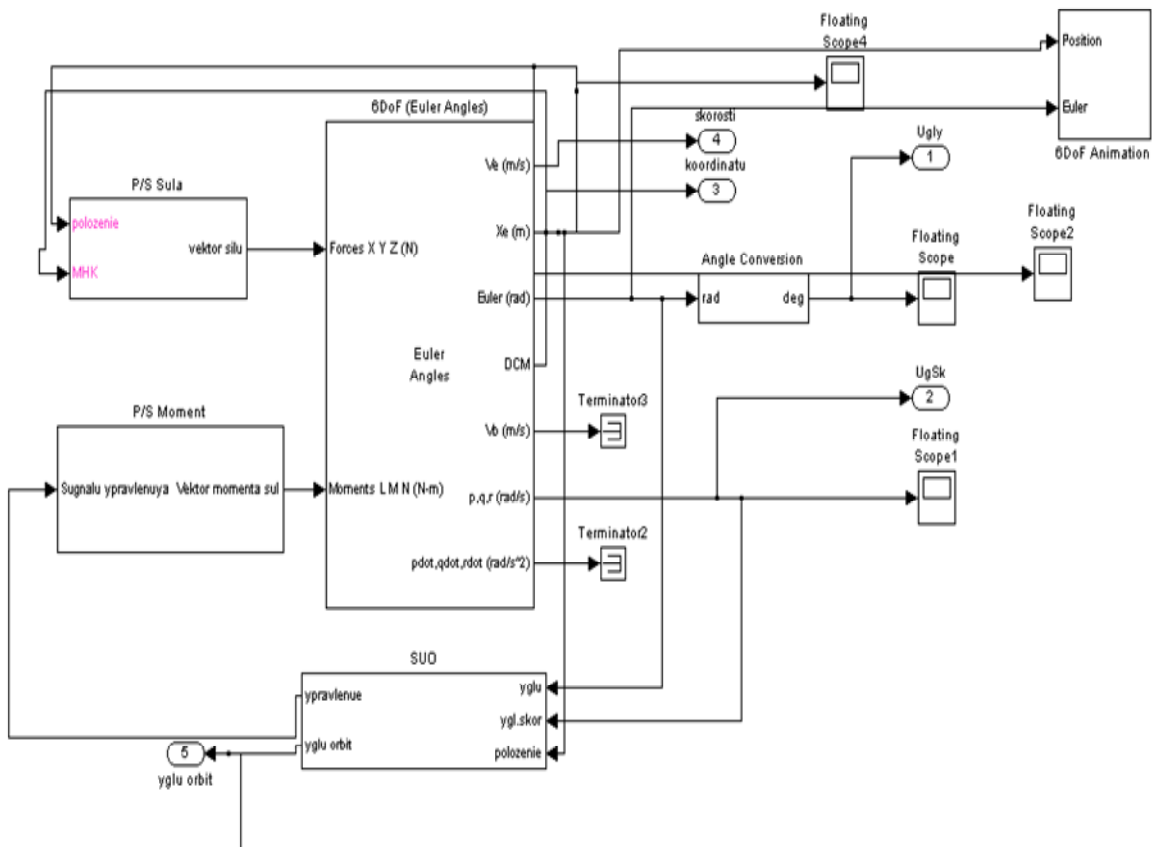 Floating
Scope4
Position
Euler
6DoF Animation
6DoF (Euler Angles)
skorosti
4
Ve (m/s)
koordinatu
3
Ugly
1
P/S Sula
polozenie
MHK
vektor silu
Forces X Y Z (N)
Xe (m)
Floating
Scope2
Floating
Scope
Angle Conversion
rad
deg
Euler (rad)
Euler
Angles
DCM
UgSk
2
P/S Moment
Terminator3
Vb (m/s)
Floating
Scope1
Sugnalu ypravlenuya
Vektor momenta sul
Moments L M N (N-m)
p,q,r (rad/s)
Terminator2
pdot,qdot,rdot (rad/s^2)
SUO
yglu
ypravlenue
ygl.skor
yglu orbit
polozenie
5
yglu orbit